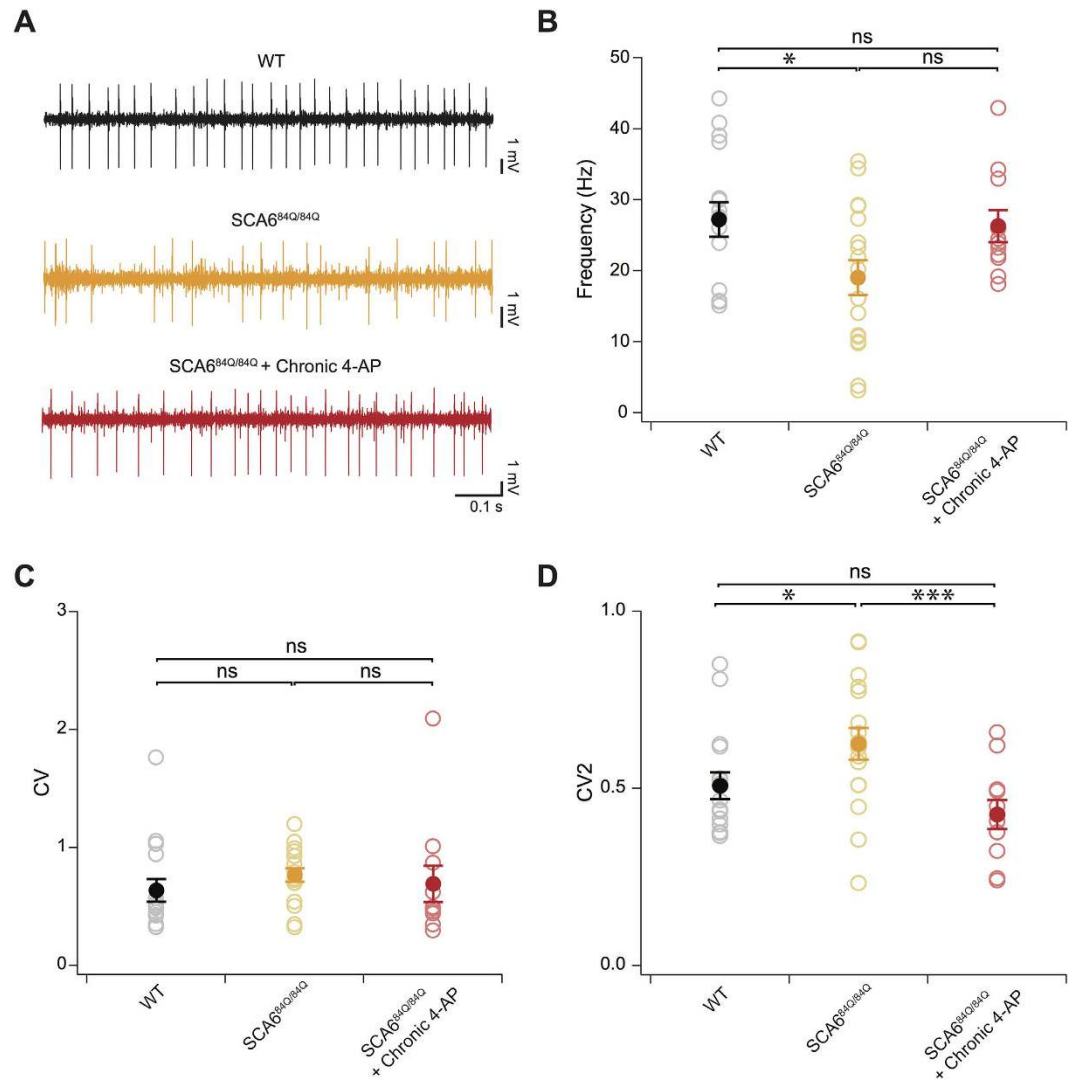 A
WT
1 mV
SCA6^84Q/84Q
1 mV
SCA6^84Q/84Q + Chronic 4-AP
1 mV
0.1 s
B
ns
* ns
50
40
30
20
10
0
Frequency (Hz)
WT
SCA6^84Q/84Q
SCA6^84Q/84Q
+ Chronic 4-AP
C
ns
ns ns
3
2
1
0
CV
WT
SCA6^84Q/84Q
SCA6^84Q/84Q
+ Chronic 4-AP
D
ns
* ***
1.0
0.5
0.0
CV2
WT
SCA6^84Q/84Q
SCA6^84Q/84Q
+ Chronic 4-AP